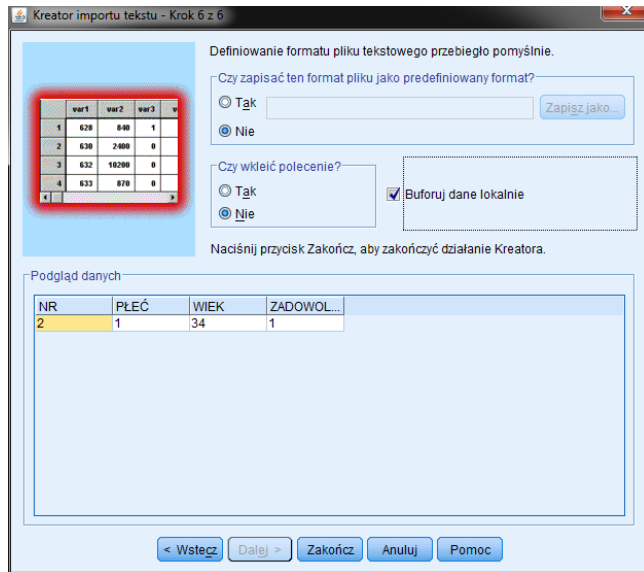 Kreator importu tekstu - Krok 6 z 6
Definiowanie formatu pliku tekstowego przebiegło pomyślnie.
Czy zapisać ten format pliku jako predefiniowany format?
Tak
Zapisz jako...
Nie
var1 var2 var3 v
1 628 840 1
2 630 2400 0
3 632 10200 0
4 633 870 0
Czy wkleić polecenie?
Tak
Nie
Buforuj dane lokalnie
Naciśnij przycisk Zakończ, aby zakończyć działanie Kreatora.
Podgląd danych
NR PŁEĆ WIEK ZADOWOL...
2 1 34 1
< Wstecz Dalej > Zakończ Anuluj Pomoc